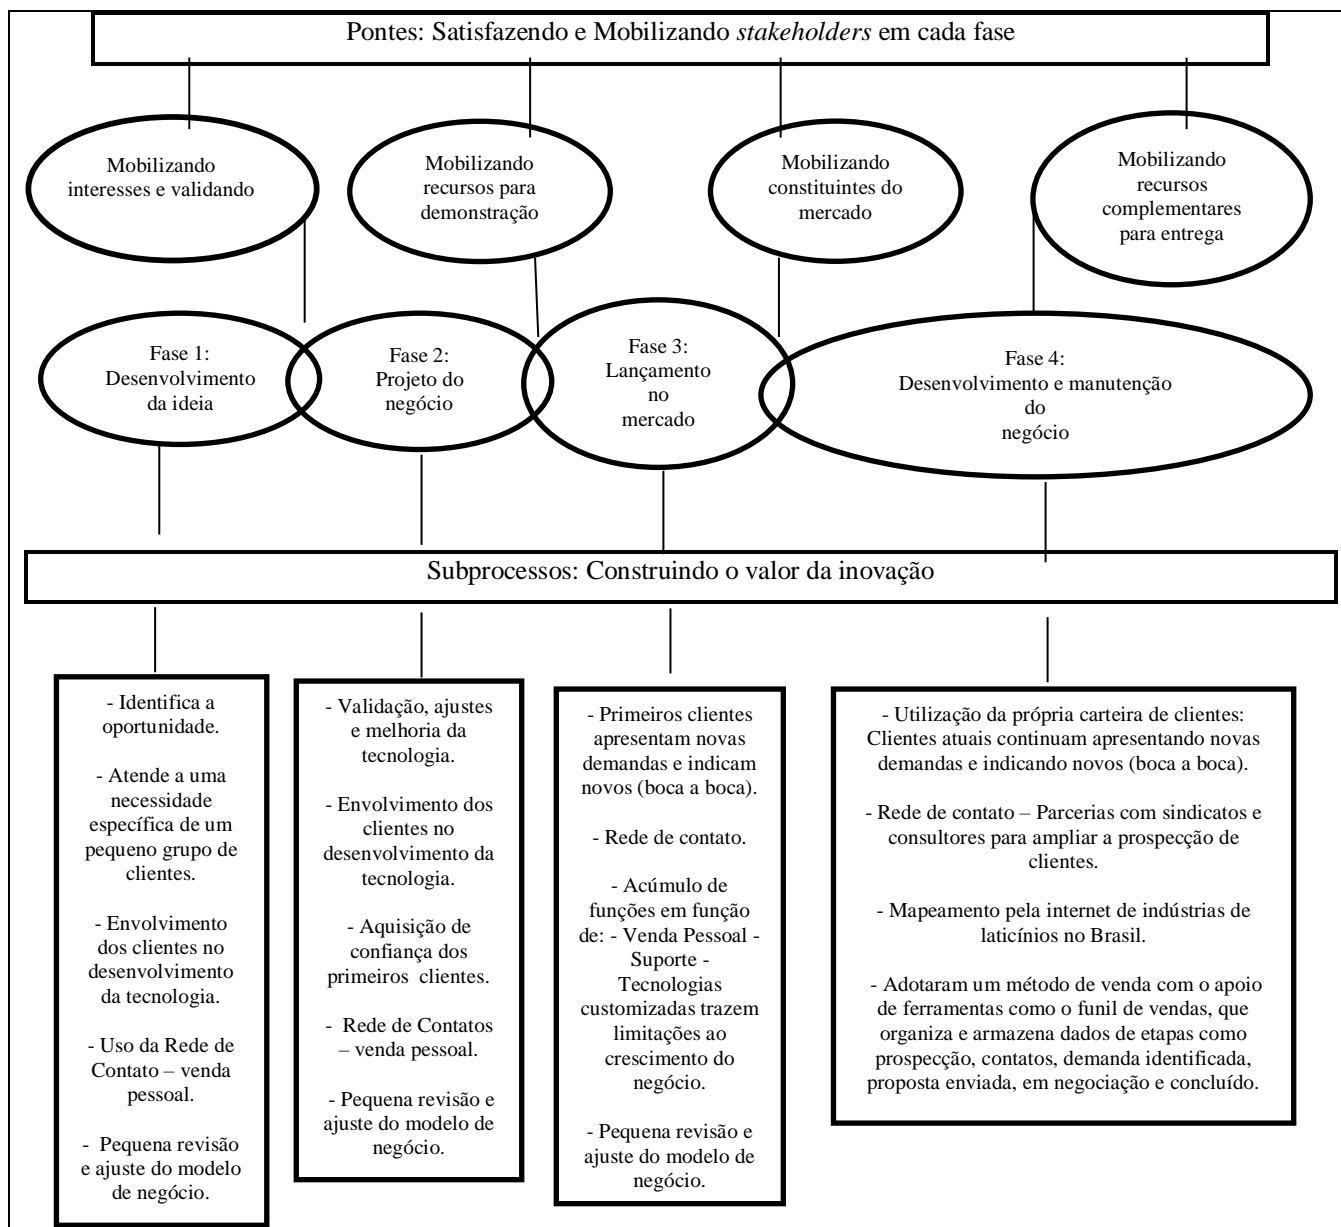 Pontes: Satisfazendo e Mobilizando stakeholders em cada fase
Mobilizando
interesses e validando
Mobilizando
recursos para
demonstração
Mobilizando
constituintes do
mercado
Mobilizando
recursos
complementares
para entrega
Fase 1:
Desenvolvimento
da ideia
Fase 2:
Projeto do
negócio
Fase 3:
Lançamento
no
mercado
Fase 4:
Desenvolvimento e manutenção
do
negócio
Subprocessos: Construindo o valor da inovação
- Identifica a
oportunidade.
- Atende a uma
necessidade
específica de um
pequeno grupo de
clientes.
- Envolvimento
dos clientes no
desenvolvimento
da tecnologia.
- Uso da Rede de
Contato – venda
pessoal.
- Pequena revisão
e ajuste do modelo
de negócio.
- Validação, ajustes
e melhoria da
tecnologia.
- Envolvimento dos
clientes no
desenvolvimento da
tecnologia.
- Aquisição de
confiança dos
primeiros clientes.
- Rede de Contatos
– venda pessoal.
- Pequena revisão e
ajuste do modelo de
negócio.
- Primeiros clientes
apresentam novas
demandas e indicam
novos (boca a boca).
- Rede de contato.
- Acúmulo de
funções em função
de: - Venda Pessoal -
Suporte -
- Tecnologias
customizadas trazem
limitações ao
crescimento do
negócio.
- Pequena revisão e
ajuste do modelo de
negócio.
- Utilização da própria carteira de clientes:
Clientes atuais continuam apresentando novas
demandas e indicando novos (boca a boca).
- Rede de contato – Parcerias com sindicatos e
consultores para ampliar a prospecção de
clientes.
- Mapeamento pela internet de indústrias de
laticínios no Brasil.
- Adotaram um método de venda com o apoio
de ferramentas como o funil de vendas, que
organiza e armazena dados de etapas como
prospecção, contatos, demanda identificada,
proposta enviada, em negociação e concluído.